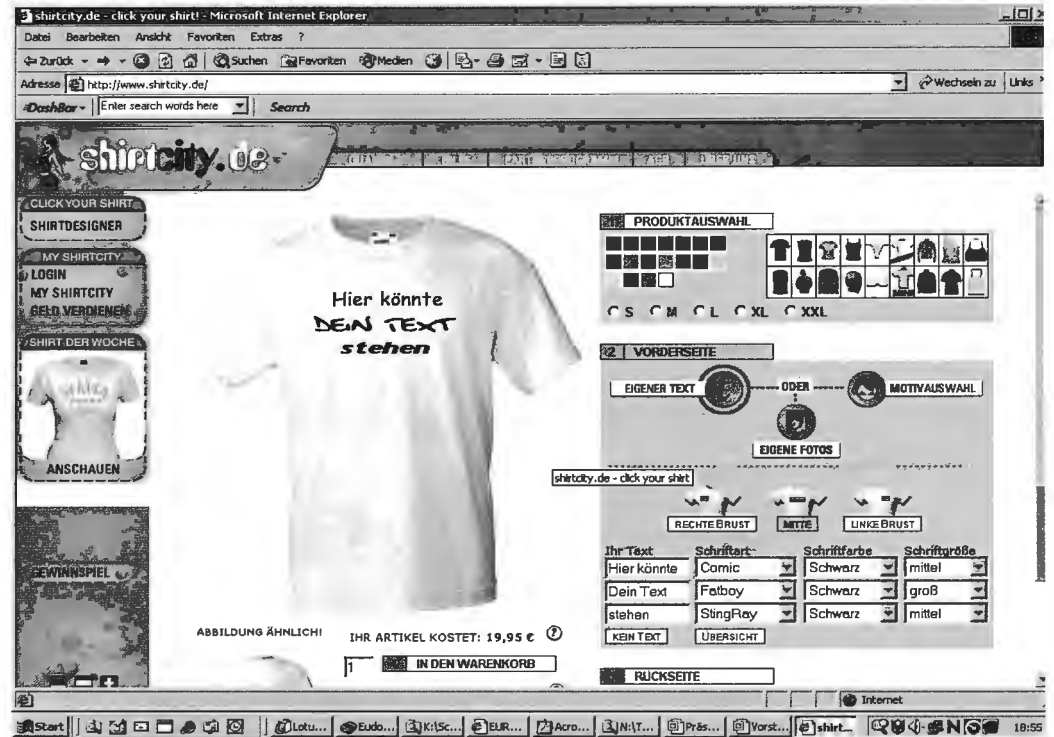 shirtcity.de - click your shirt! - Microsoft Internet Explorer
Datei Bearbeiten Ansicht Favoriten Extras ?
Zurück Suchen Favoriten Medien
Adresse http://www.shirtcity.de/ Wechseln zu Links
DashBar Enter search words here Search
shirtcity.de
CLICK YOUR SHIRT
SHIRTDESIGNER
MY SHIRTCITY
LOGIN
MY SHIRTCITY
GELD VERDIENEN
SHIRT DER WOCHE
ANSCHAUEN
GEWINNSPIEL
Hier könnte
DEIN TEXT
stehen
ABBILDUNG ÄHNLICH!
IHR ARTIKEL KOSTET: 19,95 € ?
1 IN DEN WARENKORB
PRODUKTAUSWAHL
S M L XL XXL
2 VORDERSEITE
EIGENER TEXT ODER MOTIVAUSWAHL
EIGENE FOTOS
shirtcity.de - click your shirt
RECHTE BRUST MITTE LINKE BRUST
Ihr Text Schriftart Schriftfarbe Schriftgröße
Hier könnte Comic Schwarz mittel
Dein Text Fatboy Schwarz groß
stehen StingRay Schwarz mittel
KEIN TEXT ÜBERSICHT
RÜCKSEITE
Internet
Start Lotu... Eudo... K:\Sc... EUR... Acro... N:\T... Präs... Vorst... shirt... 18:55